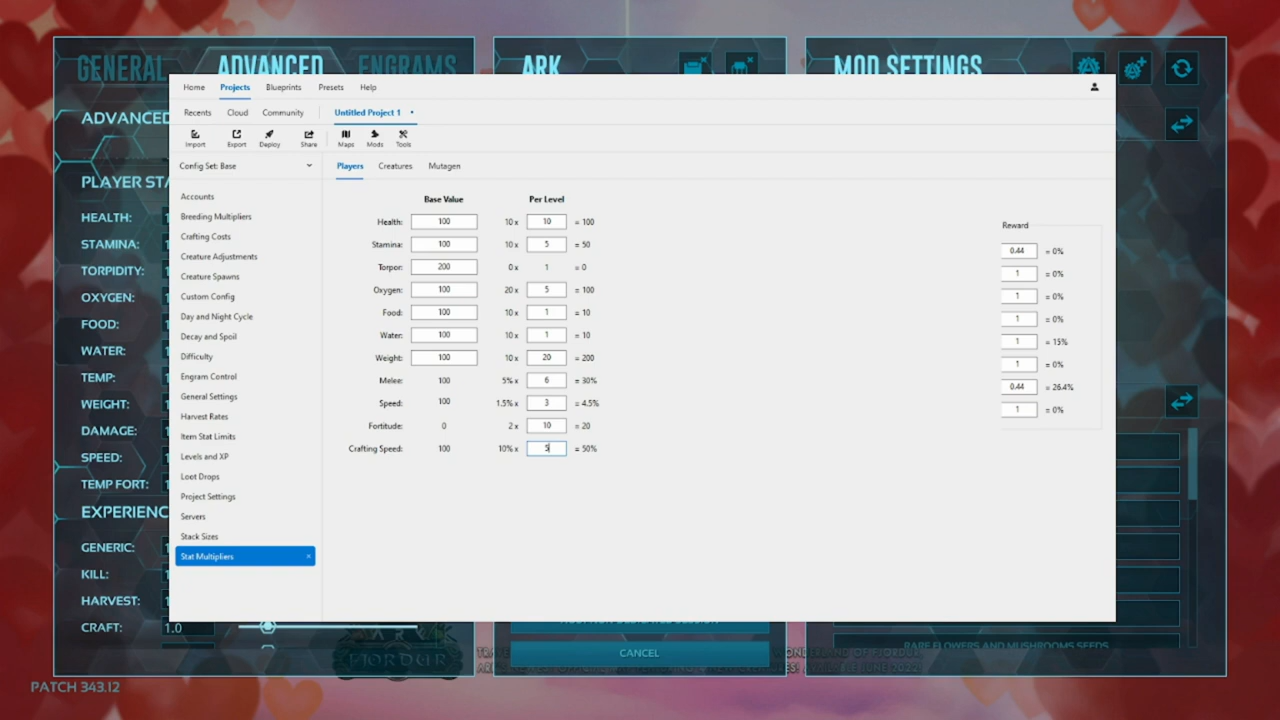 GENERAL ADVANCED ENGRAMS ARK MOD SETTINGS
Home Projects Blueprints Presets Help
Recents Cloud Community Untitled Project 1
Import Export Deploy Share Maps Mods Tools
Config Set: Base
Players Creatures Mutagen
Accounts
Breeding Multipliers
Crafting Costs
Creature Adjustments
Creature Spawns
Custom Config
Day and Night Cycle
Decay and Spoil
Difficulty
Engram Control
General Settings
Harvest Rates
Item Stat Limits
Levels and XP
Loot Drops
Project Settings
Servers
Stack Sizes
Stat Multipliers
Base Value Per Level
Health: 100 10 x 10 = 100
Stamina: 100 10 x 5 = 50
Torpor: 200 0 x 1 = 0
Oxygen: 100 20 x 5 = 100
Food: 100 10 x 1 = 10
Water: 100 10 x 1 = 10
Weight: 100 10 x 20 = 200
Melee: 100 5% x 6 = 30%
Speed: 100 1.5% x 3 = 4.5%
Fortitude: 0 2 x 10 = 20
Crafting Speed: 100 10% x 5 = 50%
Reward
0.44 = 0%
1 = 0%
1 = 0%
1 = 0%
1 = 15%
1 = 0%
0.44 = 26.4%
1 = 0%
ADVANCED
PLAYER STA
HEALTH:
STAMINA:
TORPIDITY:
OXYGEN:
FOOD:
WATER:
TEMP:
WEIGHT:
DAMAGE:
SPEED:
TEMP FORT:
EXPERIENC
GENERIC:
KILL:
HARVEST:
CRAFT: 1.0
CANCEL
RARE FLOWERS AND MUSHROOMS SEEDS
ARK
FJORDUR
PATCH 343.12